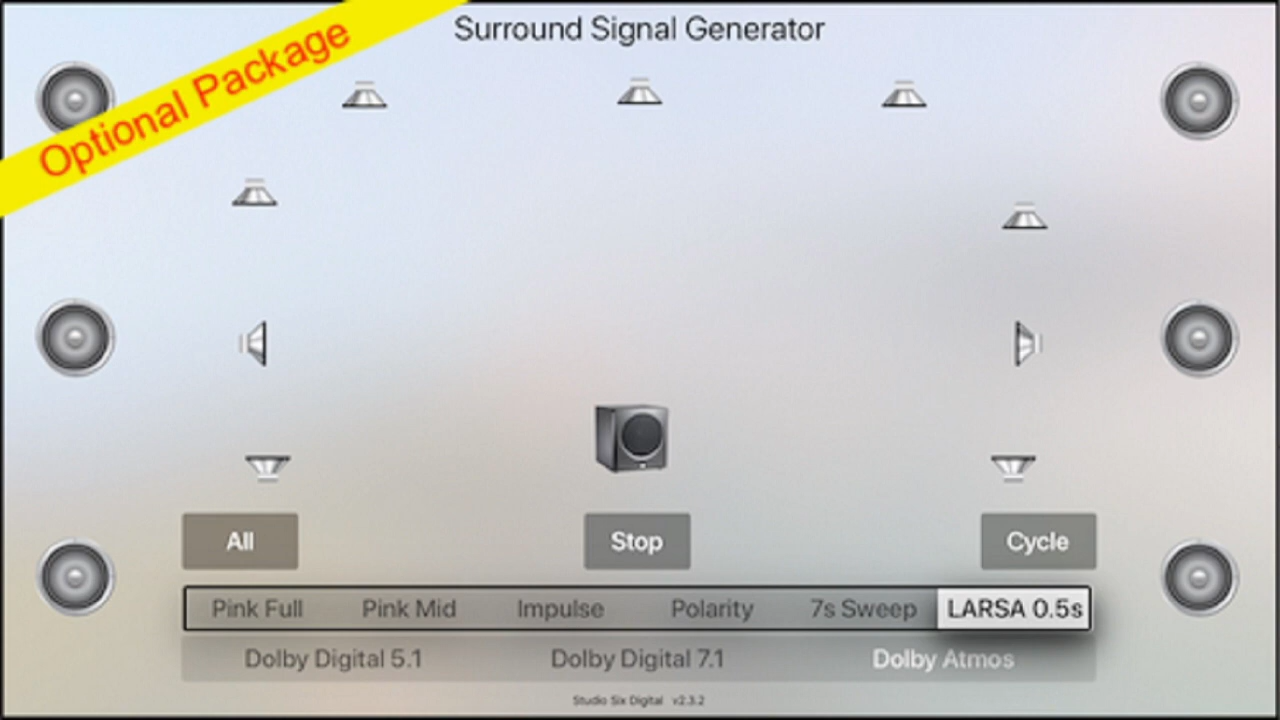 Surround Signal Generator
Optional Package
All
Stop
Cycle
Pink Full Pink Mid Impulse Polarity 7s Sweep LARSA 0.5s
Dolby Digital 5.1 Dolby Digital 7.1 Dolby Atmos
Studio Six Digital v2.3.2